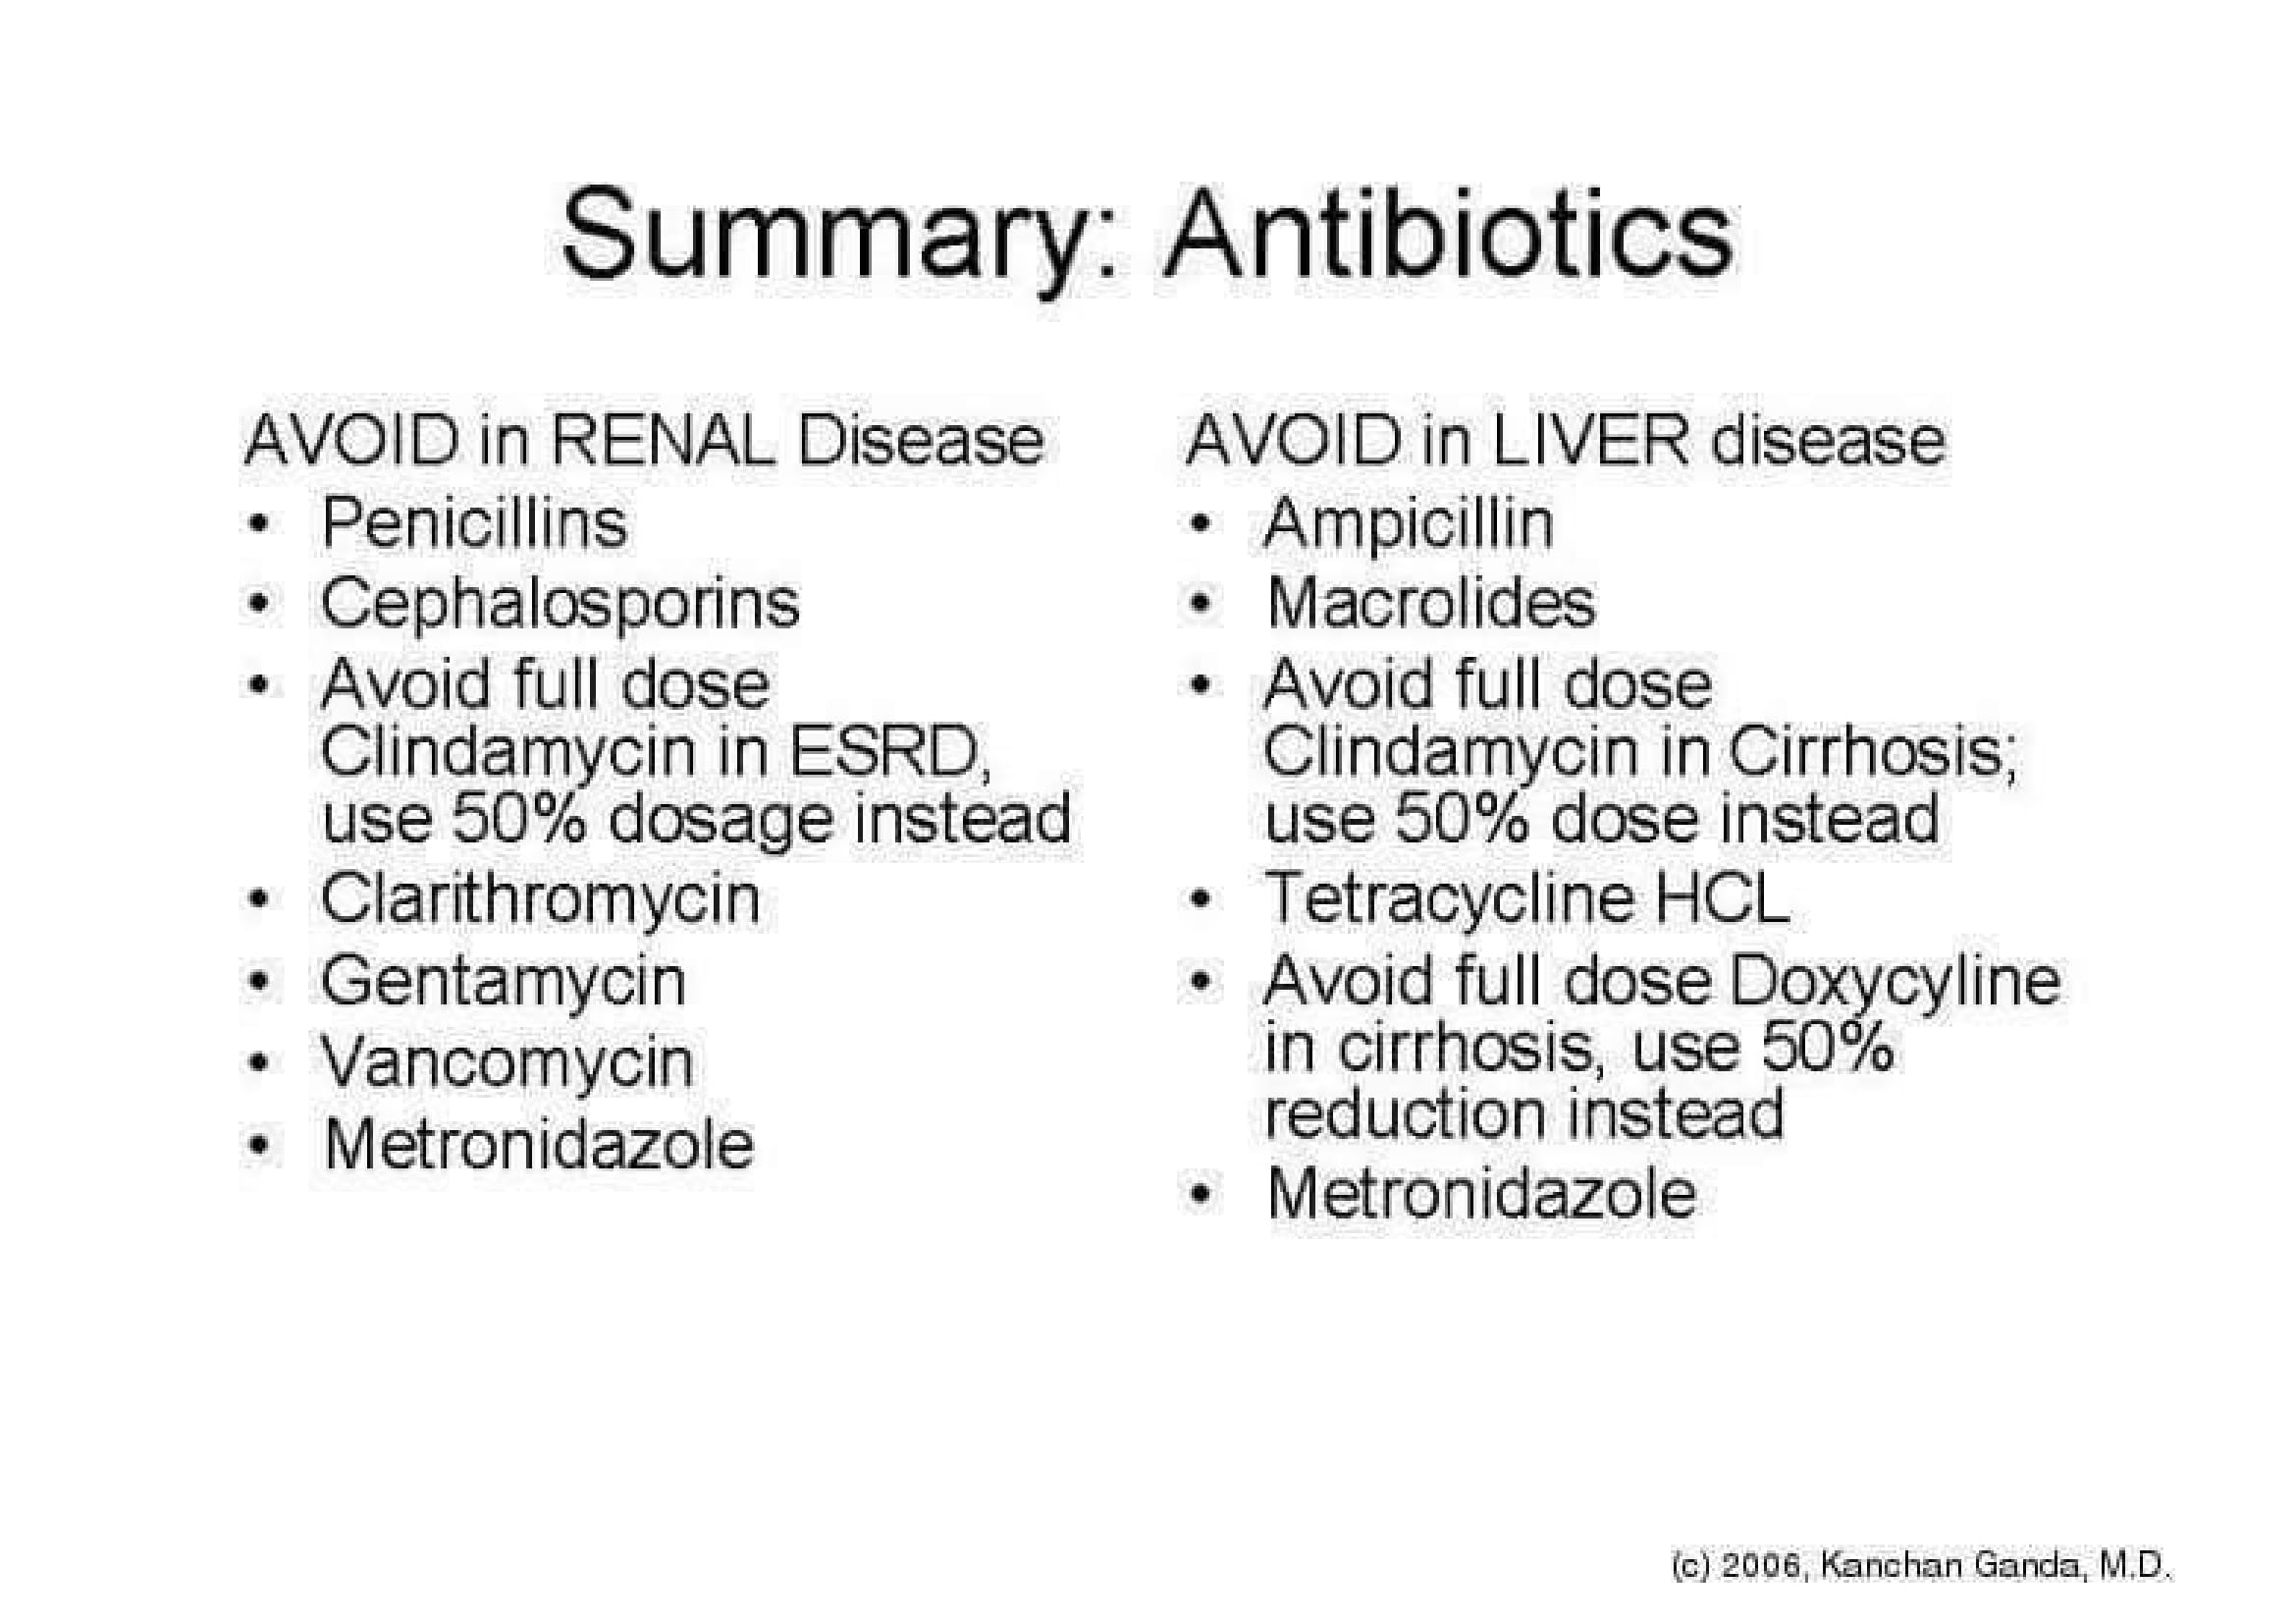 Summary: Antibiotics
AVOID in RENAL Disease
• Penicillins
• Cephalosporins
• Avoid full dose
Clindamycin in ESRD,
use 50% dosage instead
• Clarithromycin
• Gentamycin
• Vancomycin
• Metronidazole
AVOID in LIVER disease
• Ampicillin
• Macrolides
• Avoid full dose
Clindamycin in Cirrhosis;
use 50% dose instead
• Tetracycline HCL
• Avoid full dose Doxycyline
in cirrhosis, use 50%
reduction instead
• Metronidazole
(c) 2006, Kanchan Ganda, M.D.